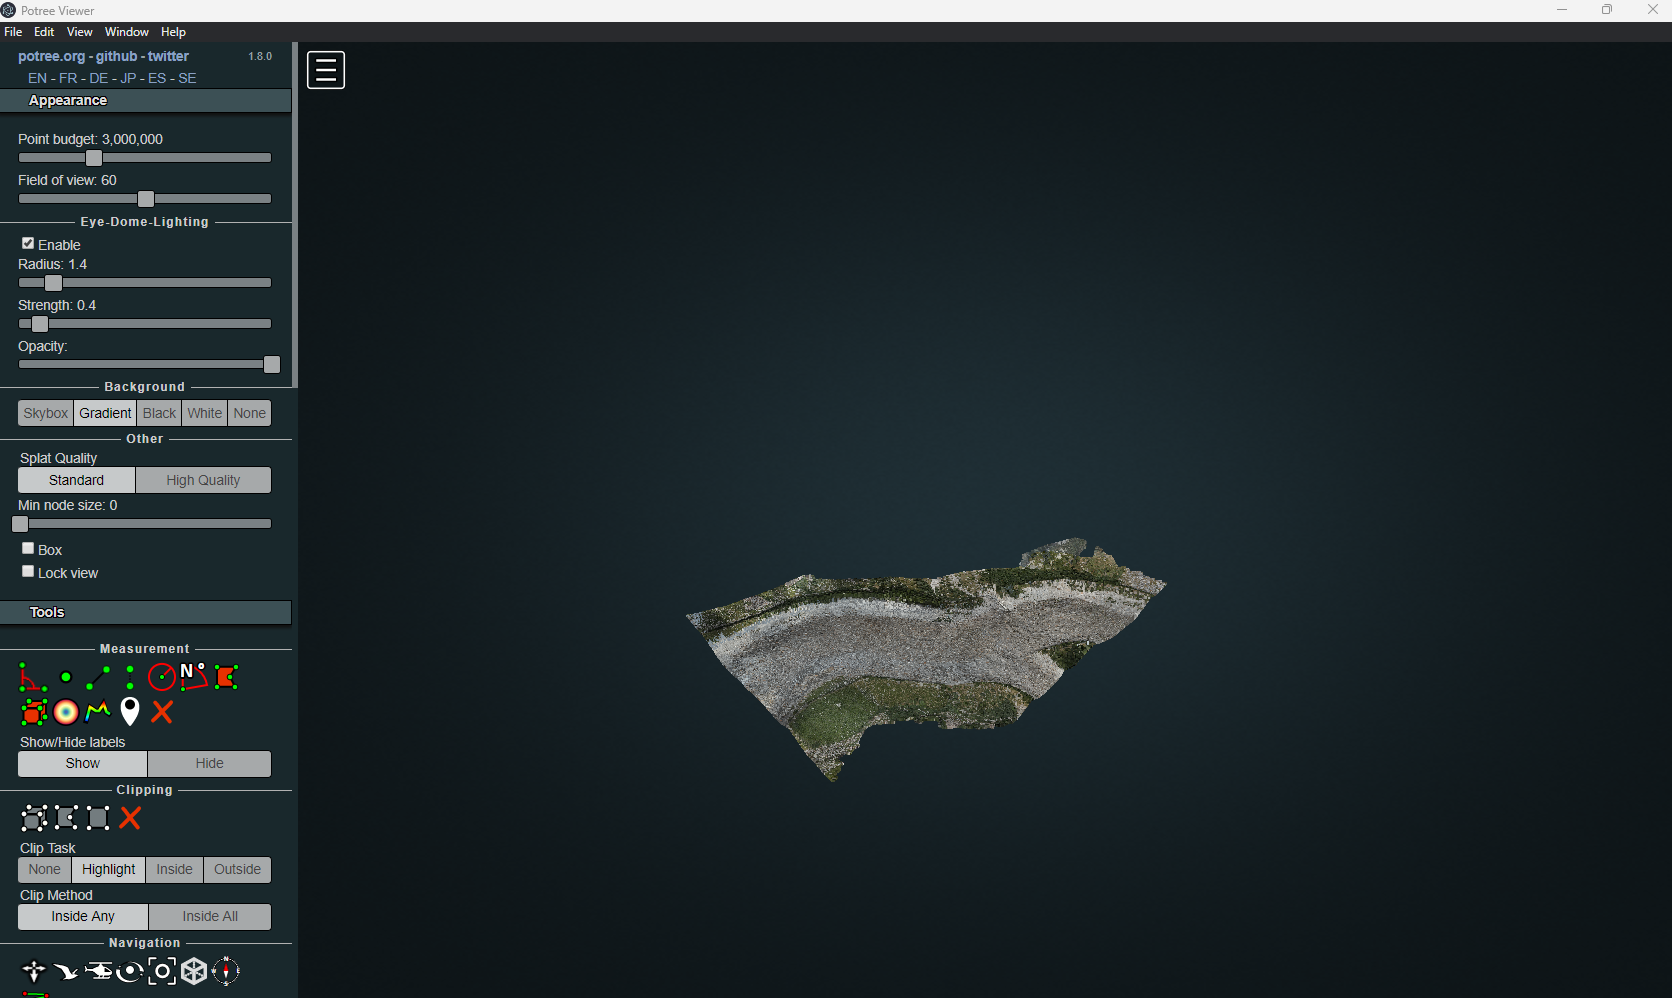 Potree Viewer
File Edit View Window Help
potree.org - github - twitter 1.8.0
EN - FR - DE - JP - ES - SE
Appearance
Point budget: 3,000,000
Field of view: 60
Eye-Dome-Lighting
Enable
Radius: 1.4
Strength: 0.4
Opacity:
Background
Skybox Gradient Black White None
Other
Splat Quality
Standard High Quality
Min node size: 0
Box
Lock view
Tools
Measurement
N
Show/Hide labels
Show Hide
Clipping
Clip Task
None Highlight Inside Outside
Clip Method
Inside Any Inside All
Navigation
N
W E
S